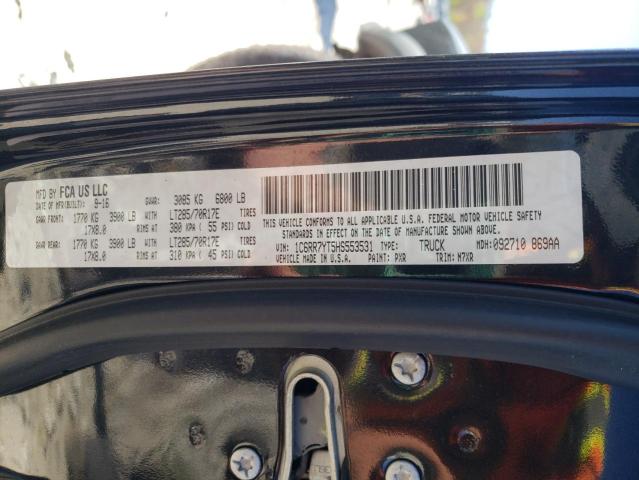 MFD BY FCA US LLC
DATE OF MFR(BUILT): 9-16 GVWR: 3085 KG 6800 LB
GAWR FRONT: 1770 KG 3900 LB WITH LT285/70R17E TIRES
17X8.0 RIMS AT 380 KPA ( 55 PSI) COLD
GAWR REAR: 1770 KG 3900 LB WITH LT285/70R17E TIRES
17X8.0 RIMS AT 310 KPA ( 45 PSI) COLD
THIS VEHICLE CONFORMS TO ALL APPLICABLE U.S.A. FEDERAL MOTOR VEHICLE SAFETY
STANDARDS IN EFFECT ON THE DATE OF MANUFACTURE SHOWN ABOVE.
VIN: 1C6RR7YT5HS553531 TYPE: TRUCK MDH: 092710 869AA
VEHICLE MADE IN U.S.A. PAINT: PXR TRIM: M7XR